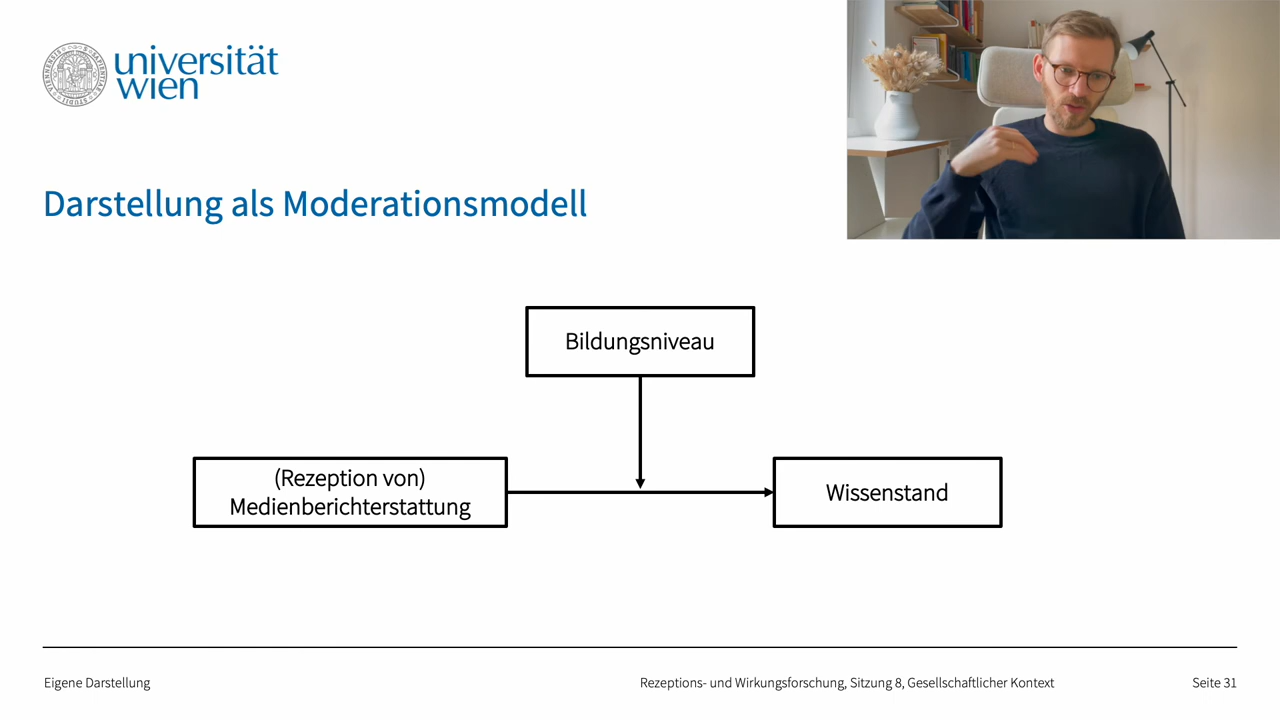 universität
wien
Darstellung als Moderationsmodell
Bildungsniveau
(Rezeption von)
Medienberichterstattung
Wissenstand
Eigene Darstellung
Rezeptions- und Wirkungsforschung, Sitzung 8, Gesellschaftlicher Kontext
Seite 31